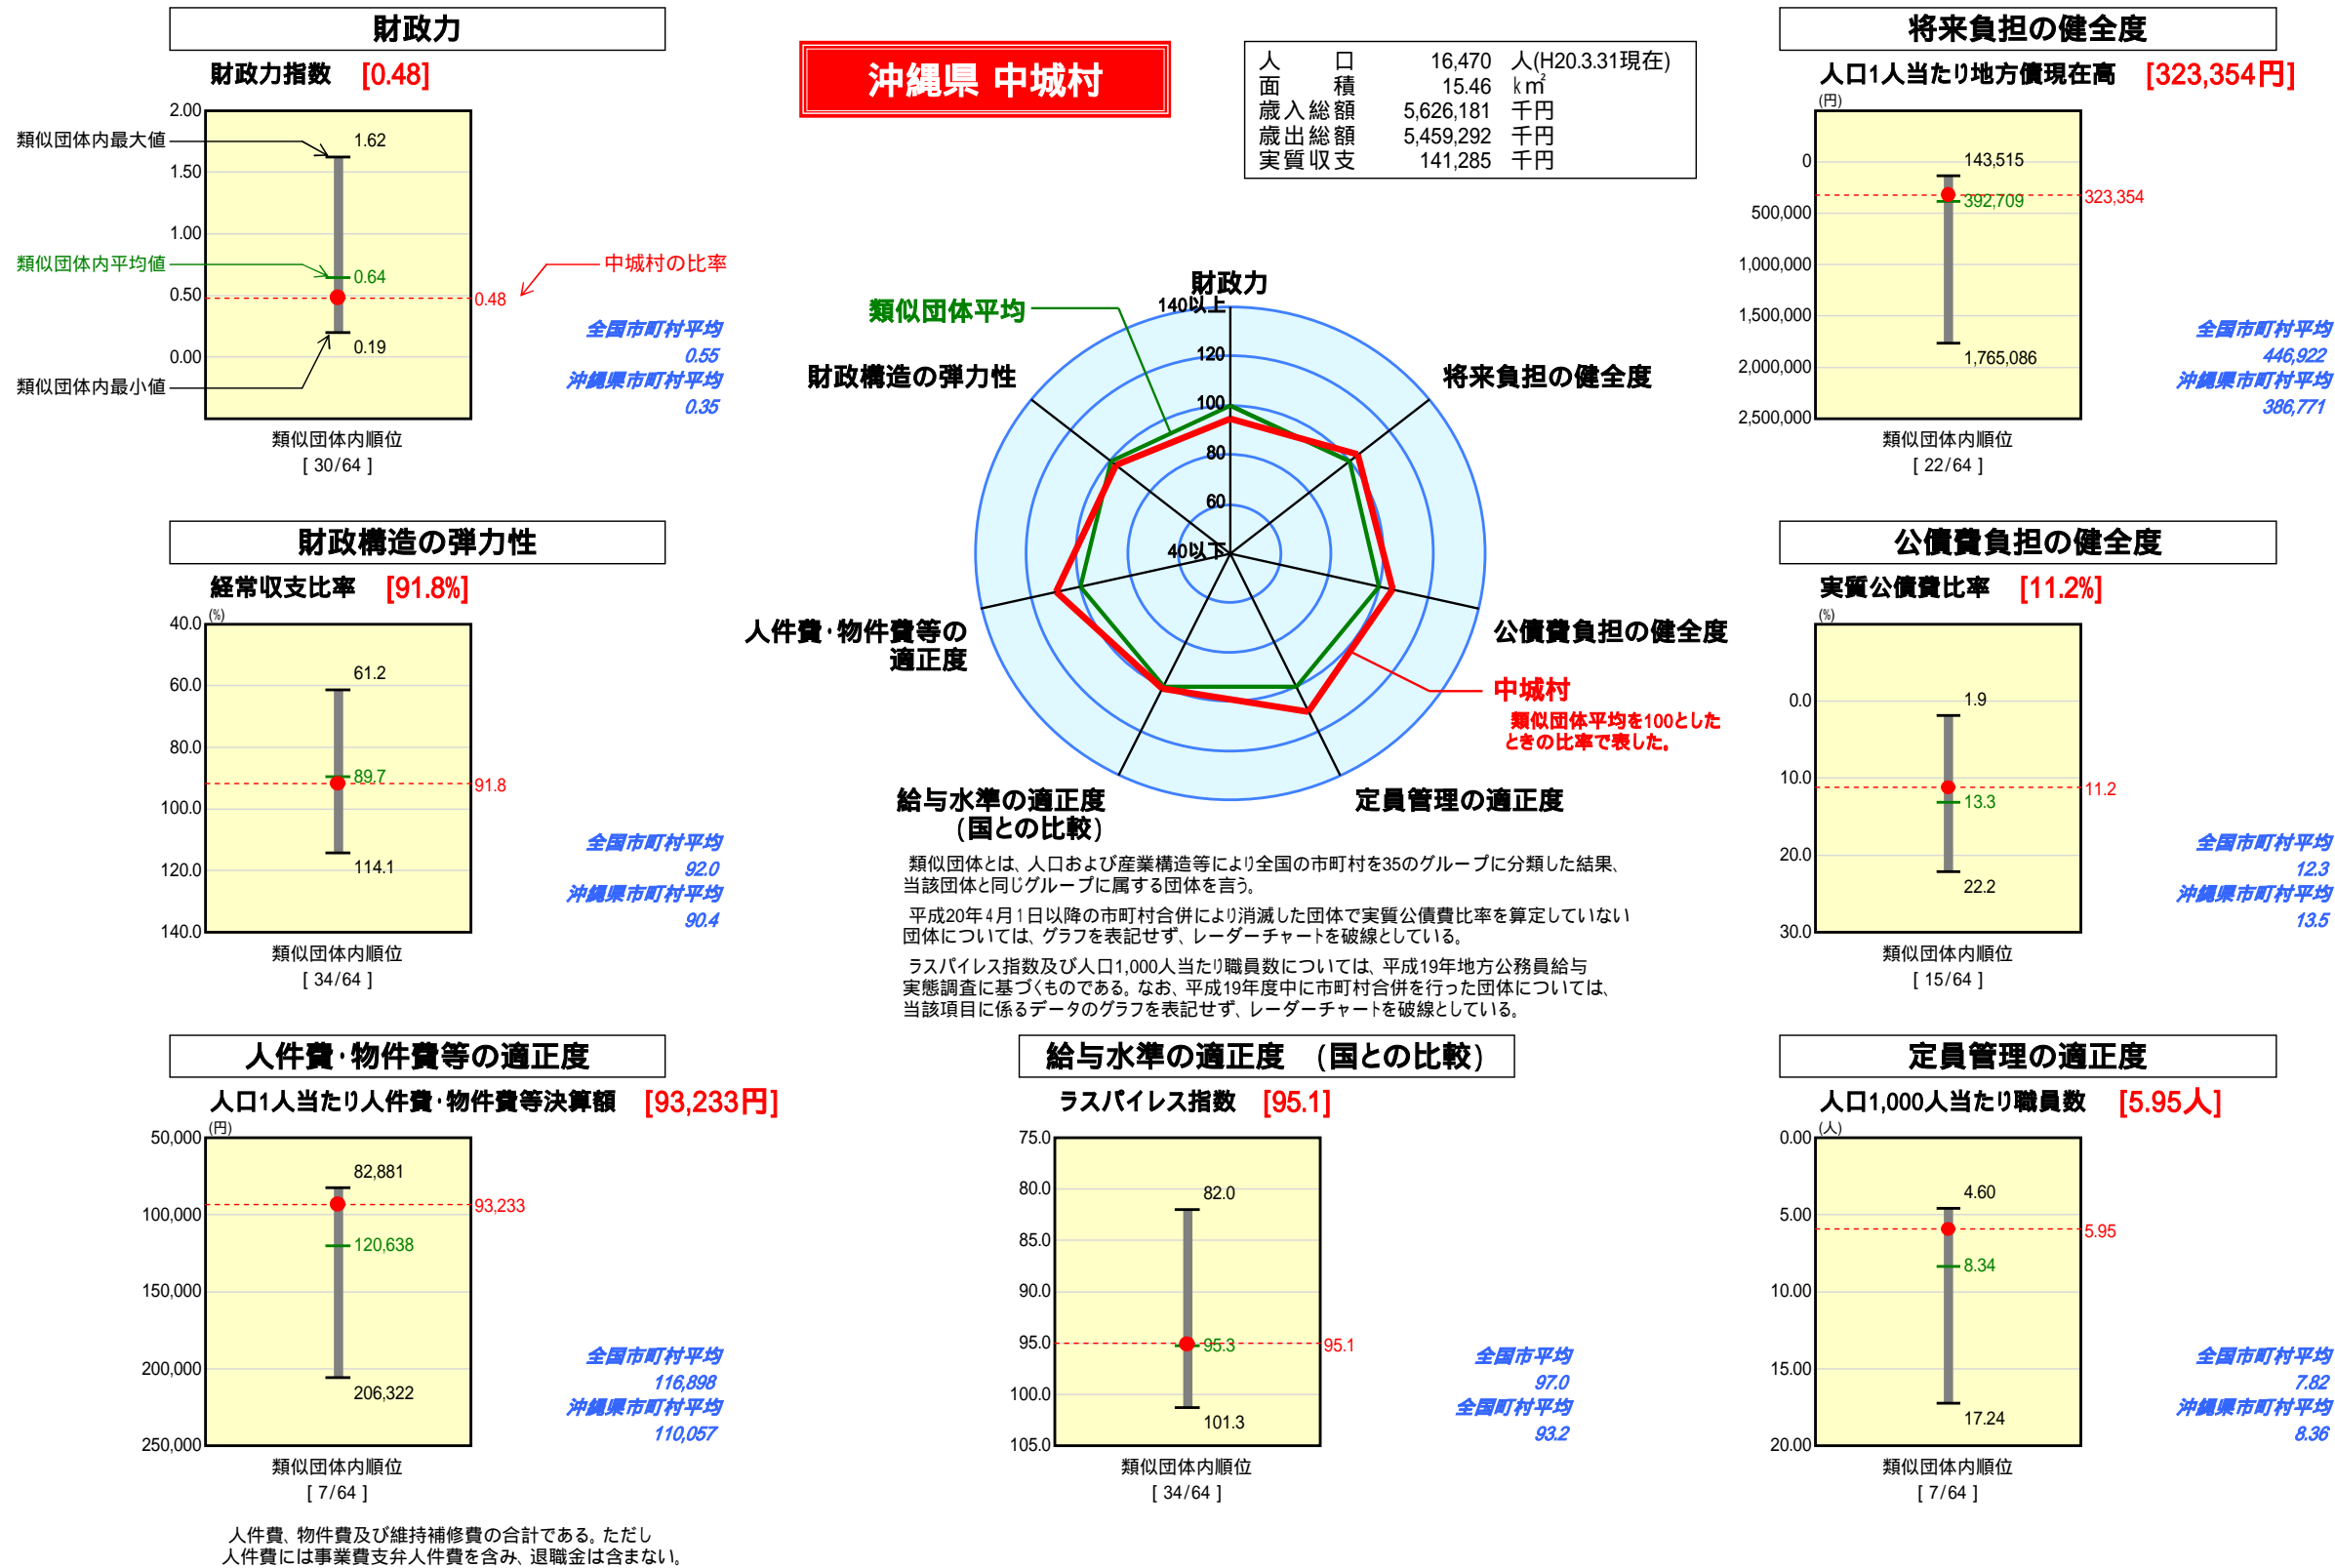 財政力
財政力指数 [0.48]
2.00
1.50
1.00
0.50
0.00
1.62
0.64
0.19
0.48
類似団体内最大値
類似団体内平均値
類似団体内最小値
中城村の比率
全国市町村平均
0.55
沖縄県市町村平均
0.35
類似団体内順位
[ 30/64 ]
沖縄県 中城村
人 口 16,470 人(H20.3.31現在)
面 積 15.46 k㎡
歳入総額 5,626,181 千円
歳出総額 5,459,292 千円
実質収支 141,285 千円
将来負担の健全度
人口1人当たり地方債現在高 [323,354円]
(円)
0
500,000
1,000,000
1,500,000
2,000,000
2,500,000
143,515
392,709
1,765,086
323,354
全国市町村平均
446,922
沖縄県市町村平均
386,771
類似団体内順位
[ 22/64 ]
財政力
140以上
120
100
80
60
40以下
類似団体平均
財政構造の弾力性
将来負担の健全度
人件費・物件費等の
適正度
公債費負担の健全度
中城村
類似団体平均を100とした
ときの比率で表した。
給与水準の適正度
(国との比較)
定員管理の適正度
財政構造の弾力性
経常収支比率 [91.8%]
(%)
40.0
60.0
80.0
100.0
120.0
140.0
61.2
89.7
114.1
91.8
全国市町村平均
92.0
沖縄県市町村平均
90.4
類似団体内順位
[ 34/64 ]
公債費負担の健全度
実質公債費比率 [11.2%]
(%)
0.0
10.0
20.0
30.0
1.9
13.3
22.2
11.2
全国市町村平均
12.3
沖縄県市町村平均
13.5
類似団体内順位
[ 15/64 ]
類似団体とは、人口および産業構造等により全国の市町村を35のグループに分類した結果、
当該団体と同じグループに属する団体を言う。
平成20年4月1日以降の市町村合併により消滅した団体で実質公債費比率を算定していない
団体については、グラフを表記せず、レーダーチャートを破線としている。
ラスパイレス指数及び人口1,000人当たり職員数については、平成19年地方公務員給与
実態調査に基づくものである。なお、平成19年度中に市町村合併を行った団体については、
当該項目に係るデータのグラフを表記せず、レーダーチャートを破線としている。
人件費・物件費等の適正度
人口1人当たり人件費・物件費等決算額 [93,233円]
(円)
50,000
100,000
150,000
200,000
250,000
82,881
120,638
206,322
93,233
全国市町村平均
116,898
沖縄県市町村平均
110,057
類似団体内順位
[ 7/64 ]
人件費、物件費及び維持補修費の合計である。ただし
人件費には事業費支弁人件費を含み、退職金は含まない。
給与水準の適正度 (国との比較)
ラスパイレス指数 [95.1]
75.0
80.0
85.0
90.0
95.0
100.0
105.0
82.0
95.3
101.3
95.1
全国市平均
97.0
全国町村平均
93.2
類似団体内順位
[ 34/64 ]
定員管理の適正度
人口1,000人当たり職員数 [5.95人]
(人)
0.00
5.00
10.00
15.00
20.00
4.60
8.34
17.24
5.95
全国市町村平均
7.82
沖縄県市町村平均
8.36
類似団体内順位
[ 7/64 ]